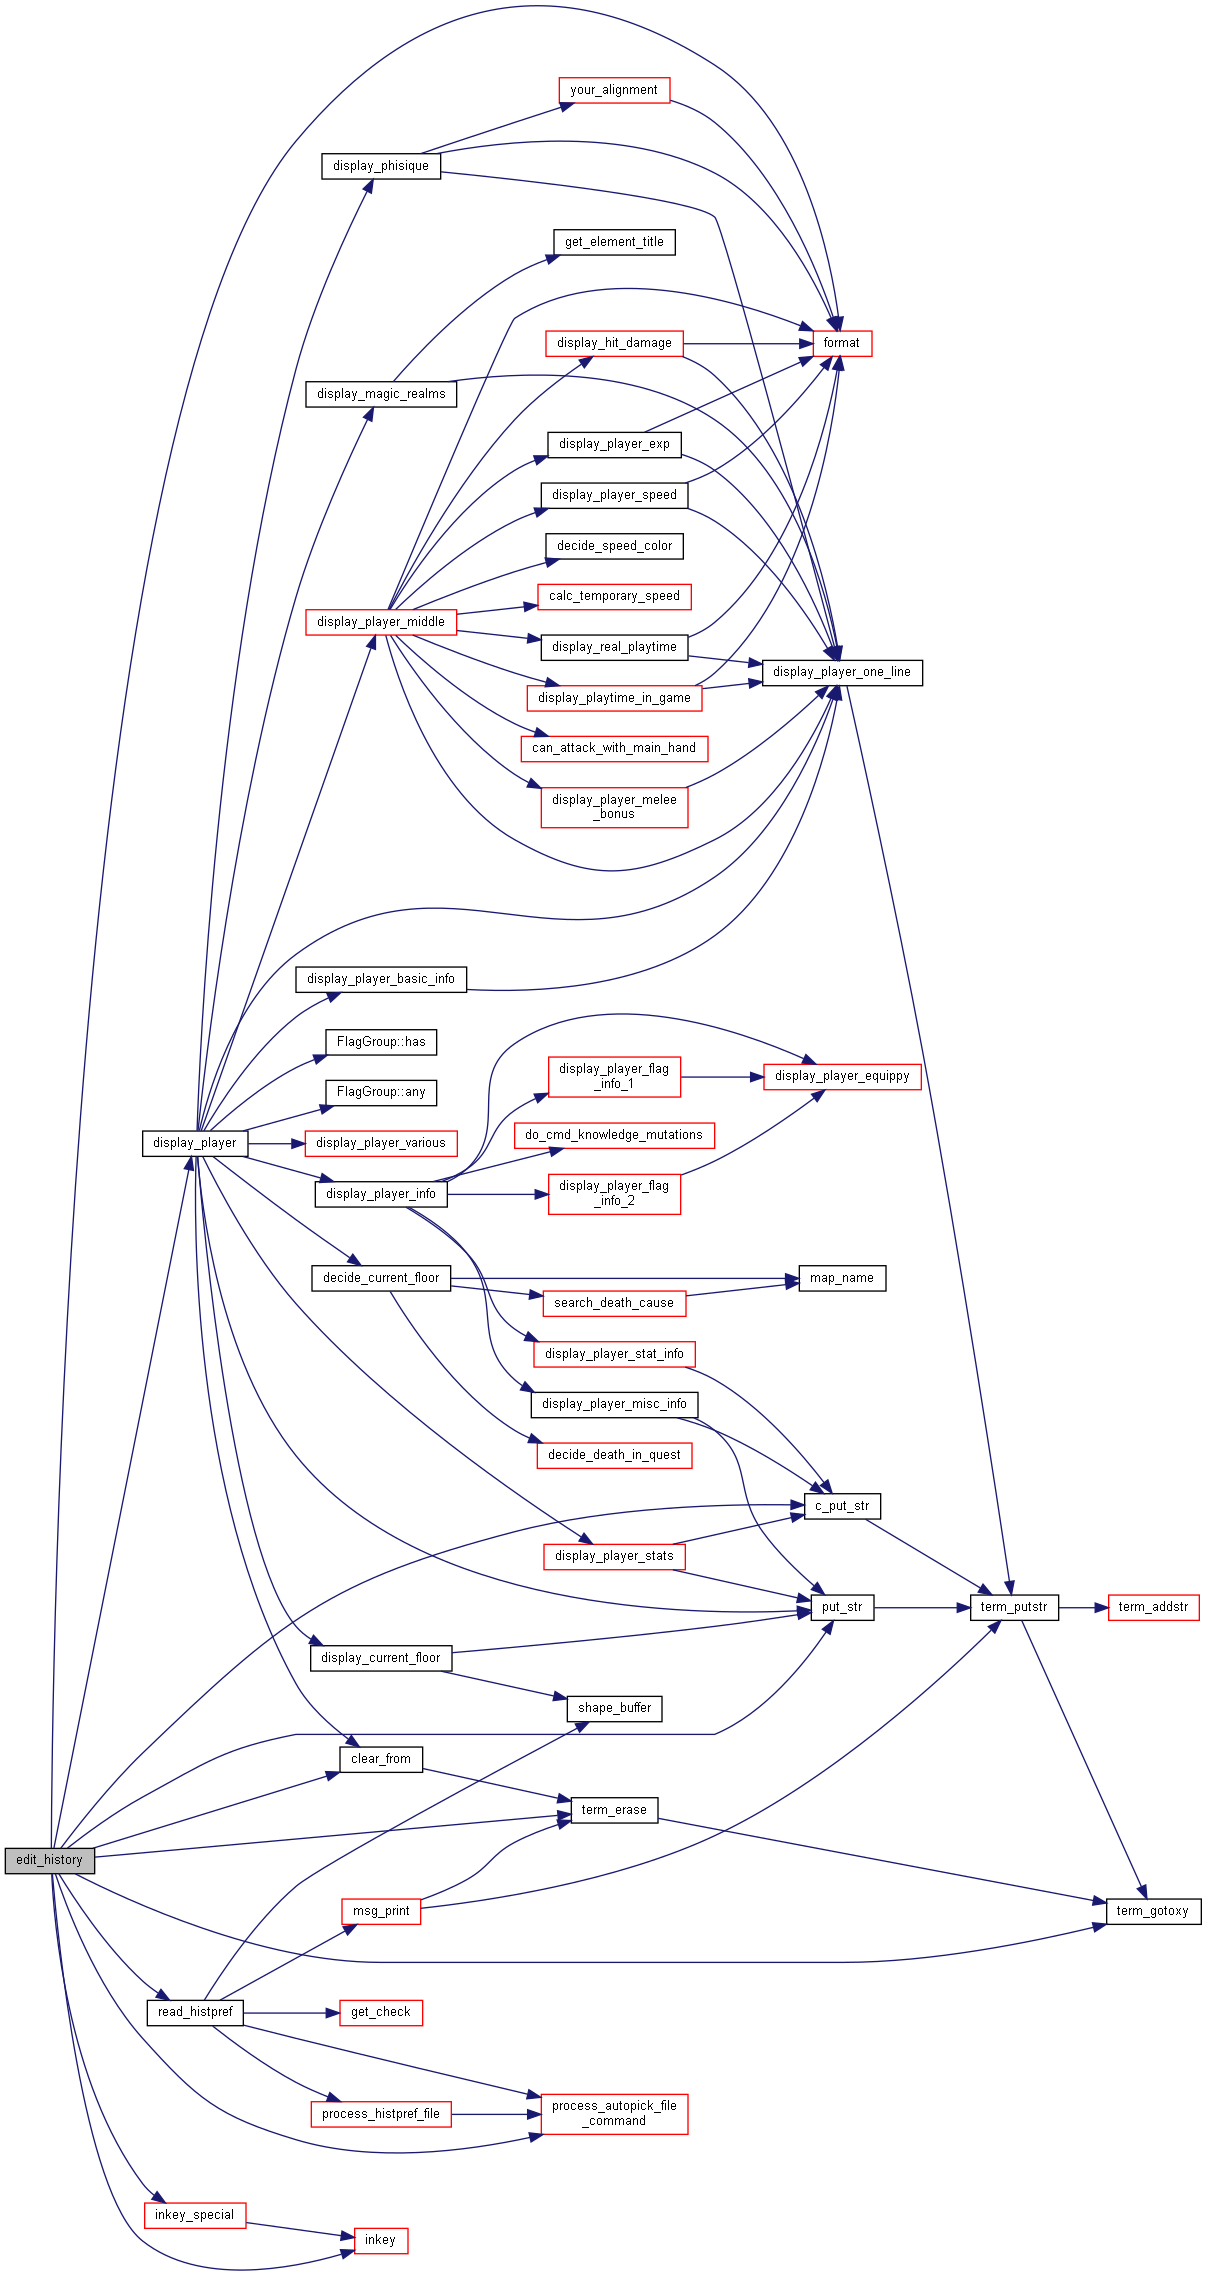 your_alignment
display_phisique
get_element_title
display_hit_damage
format
display_magic_realms
display_player_exp
display_player_speed
decide_speed_color
calc_temporary_speed
display_player_middle
display_real_playtime
display_player_one_line
display_playtime_in_game
can_attack_with_main_hand
display_player_melee
_bonus
display_player_basic_info
FlagGroup::has
display_player_flag
_info_1
display_player_equippy
FlagGroup::any
display_player
display_player_various
do_cmd_knowledge_mutations
display_player_info
display_player_flag
_info_2
decide_current_floor
map_name
search_death_cause
display_player_stat_info
display_player_misc_info
decide_death_in_quest
c_put_str
display_player_stats
put_str
term_putstr
term_addstr
display_current_floor
shape_buffer
clear_from
term_erase
edit_history
msg_print
term_gotoxy
read_histpref
get_check
process_histpref_file
process_autopick_file
_command
inkey_special
inkey